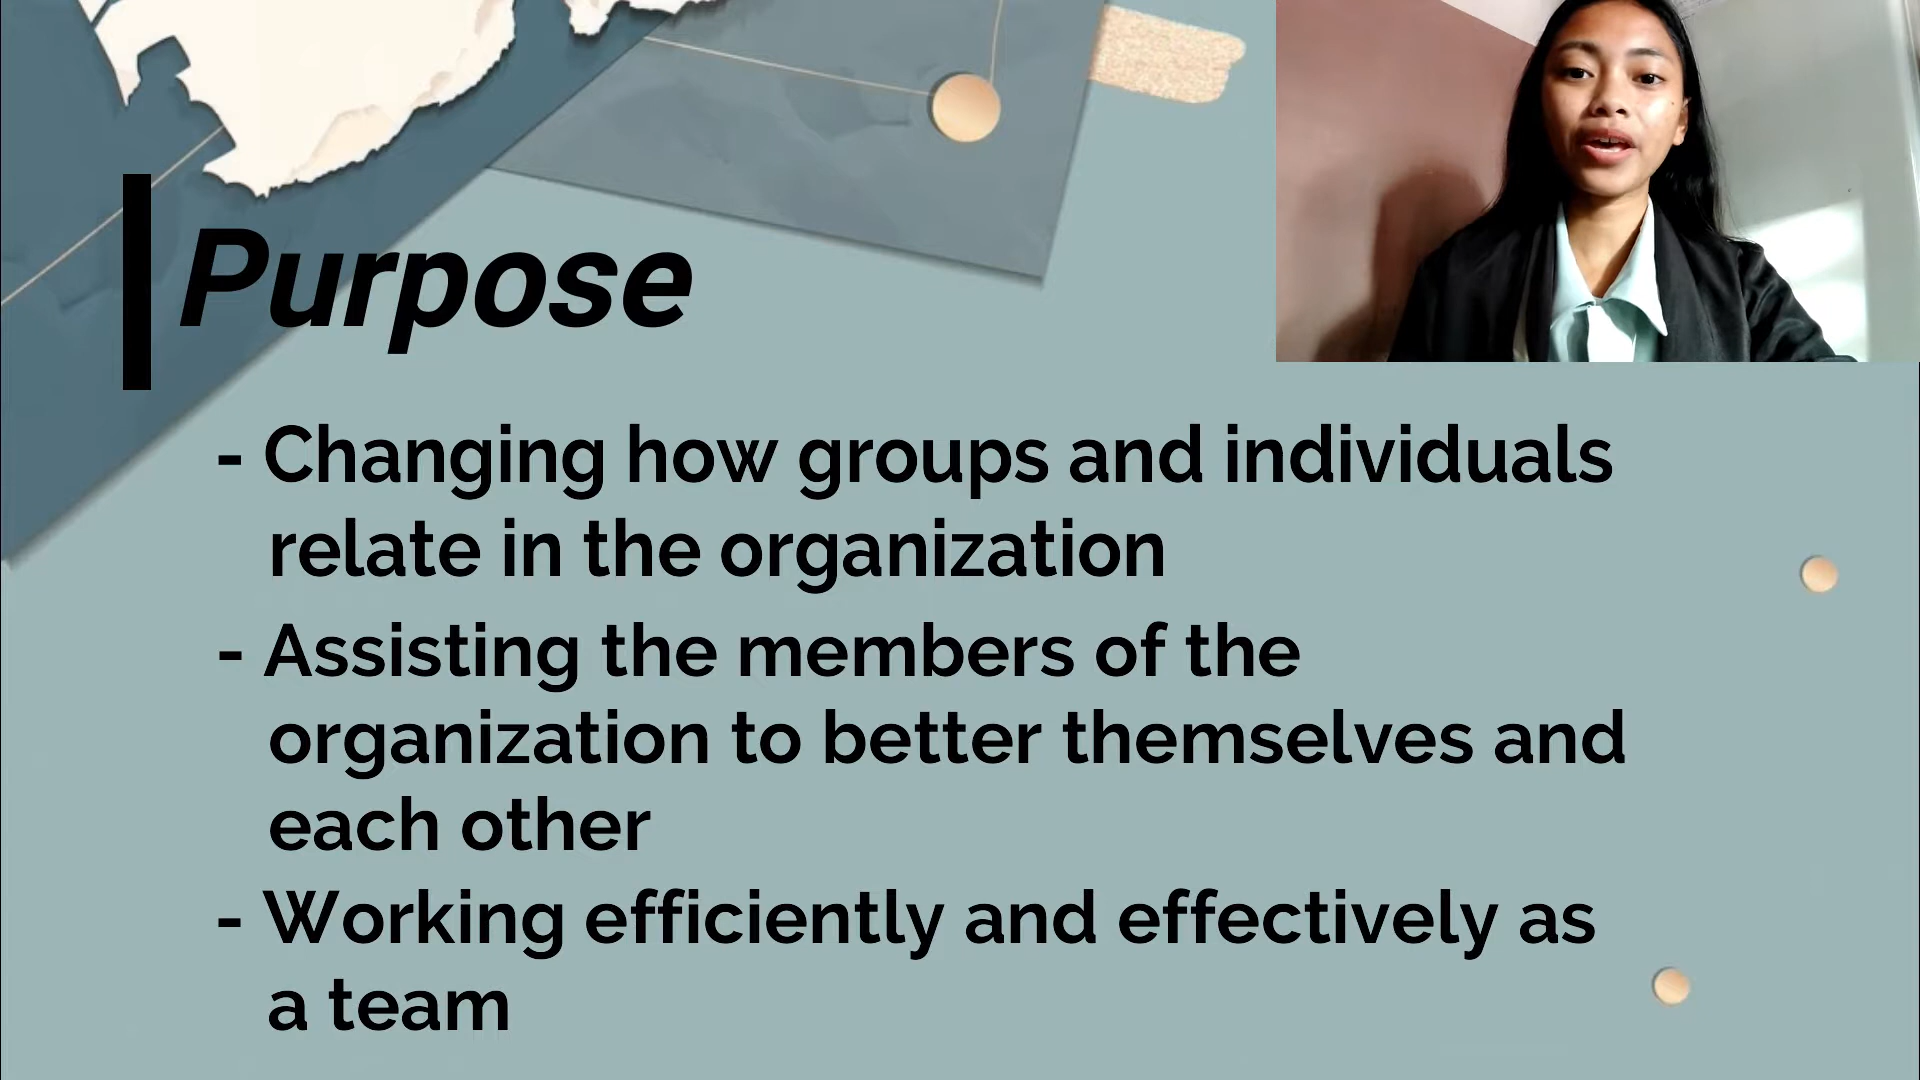 Purpose
- Changing how groups and individuals
relate in the organization
- Assisting the members of the
organization to better themselves and
each other
- Working efficiently and effectively as
a team